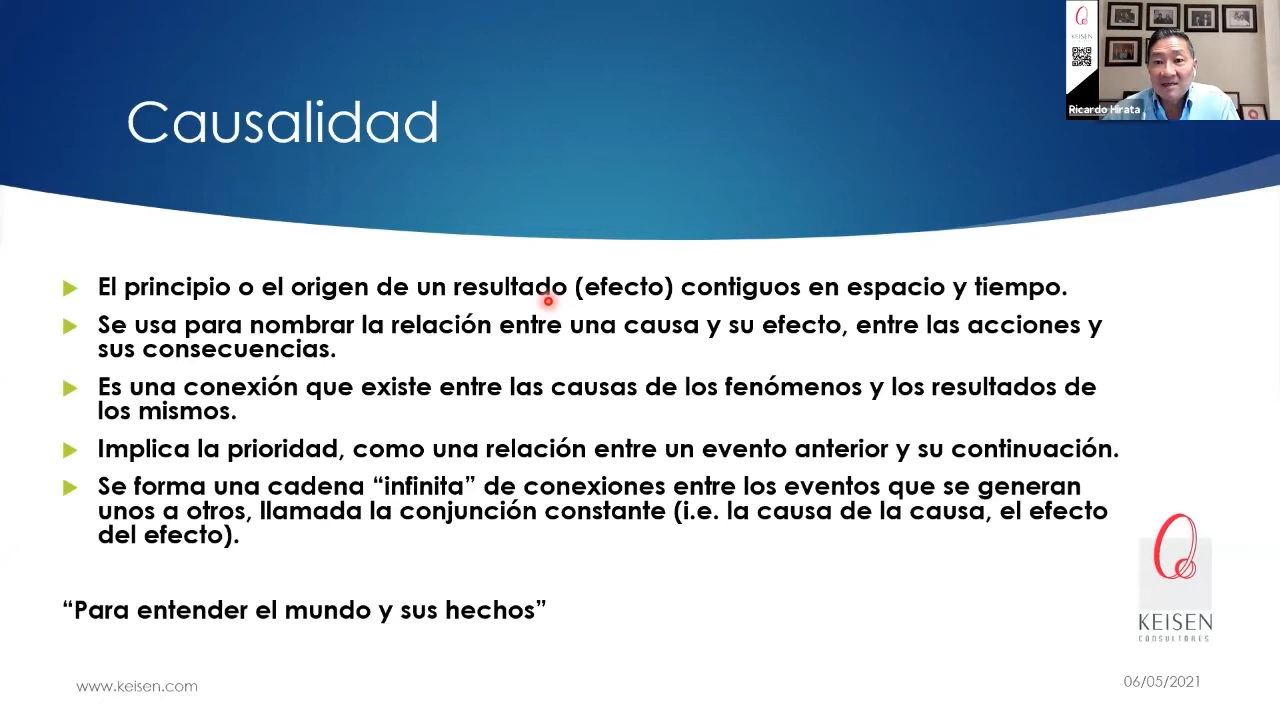 KEISEN
Ricardo Hirata
Causalidad
El principio o el origen de un resultado (efecto) contiguos en espacio y tiempo.
Se usa para nombrar la relación entre una causa y su efecto, entre las acciones y
sus consecuencias.
Es una conexión que existe entre las causas de los fenómenos y los resultados de
los mismos.
Implica la prioridad, como una relación entre un evento anterior y su continuación.
Se forma una cadena “infinita” de conexiones entre los eventos que se generan
unos a otros, llamada la conjunción constante (i.e. la causa de la causa, el efecto
del efecto).
“Para entender el mundo y sus hechos”
KEISEN
CONSULTORES
www.keisen.com
06/05/2021